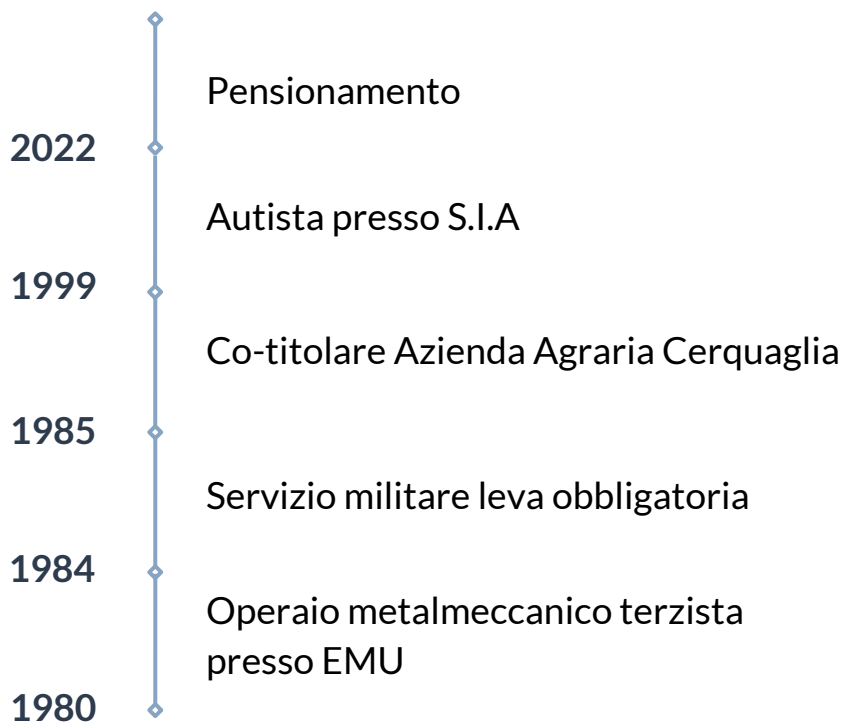 Pensionamento
2022
Autista presso S.I.A
1999
Co-titolare Azienda Agraria Cerquaglia
1985
Servizio militare leva obbligatoria
1984
Operaio metalmeccanico terzista
presso EMU
1980